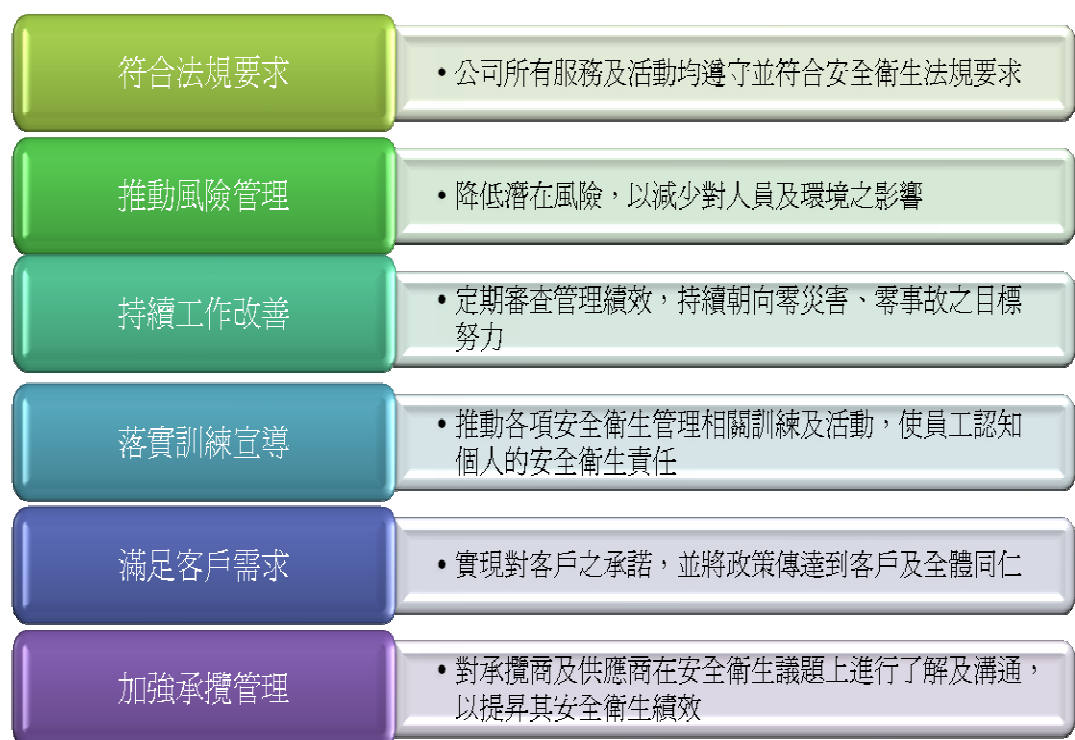 符合法規要求
•公司所有服務及活動均遵守並符合安全衛生法規要求
推動風險管理
•降低潛在風險，以減少對人員及環境之影響
持續工作改善
•定期審查管理績效，持續朝向零災害、零事故之目標
努力
落實訓練宣導
•推動各項安全衛生管理相關訓練及活動，使員工認知
個人的安全衛生責任
滿足客戶需求
•實現對客戶之承諾，並將政策傳達到客戶及全體同仁
加強承攬管理
•對承攬商及供應商在安全衛生議題上進行了解及溝通，
以提昇其安全衛生績效